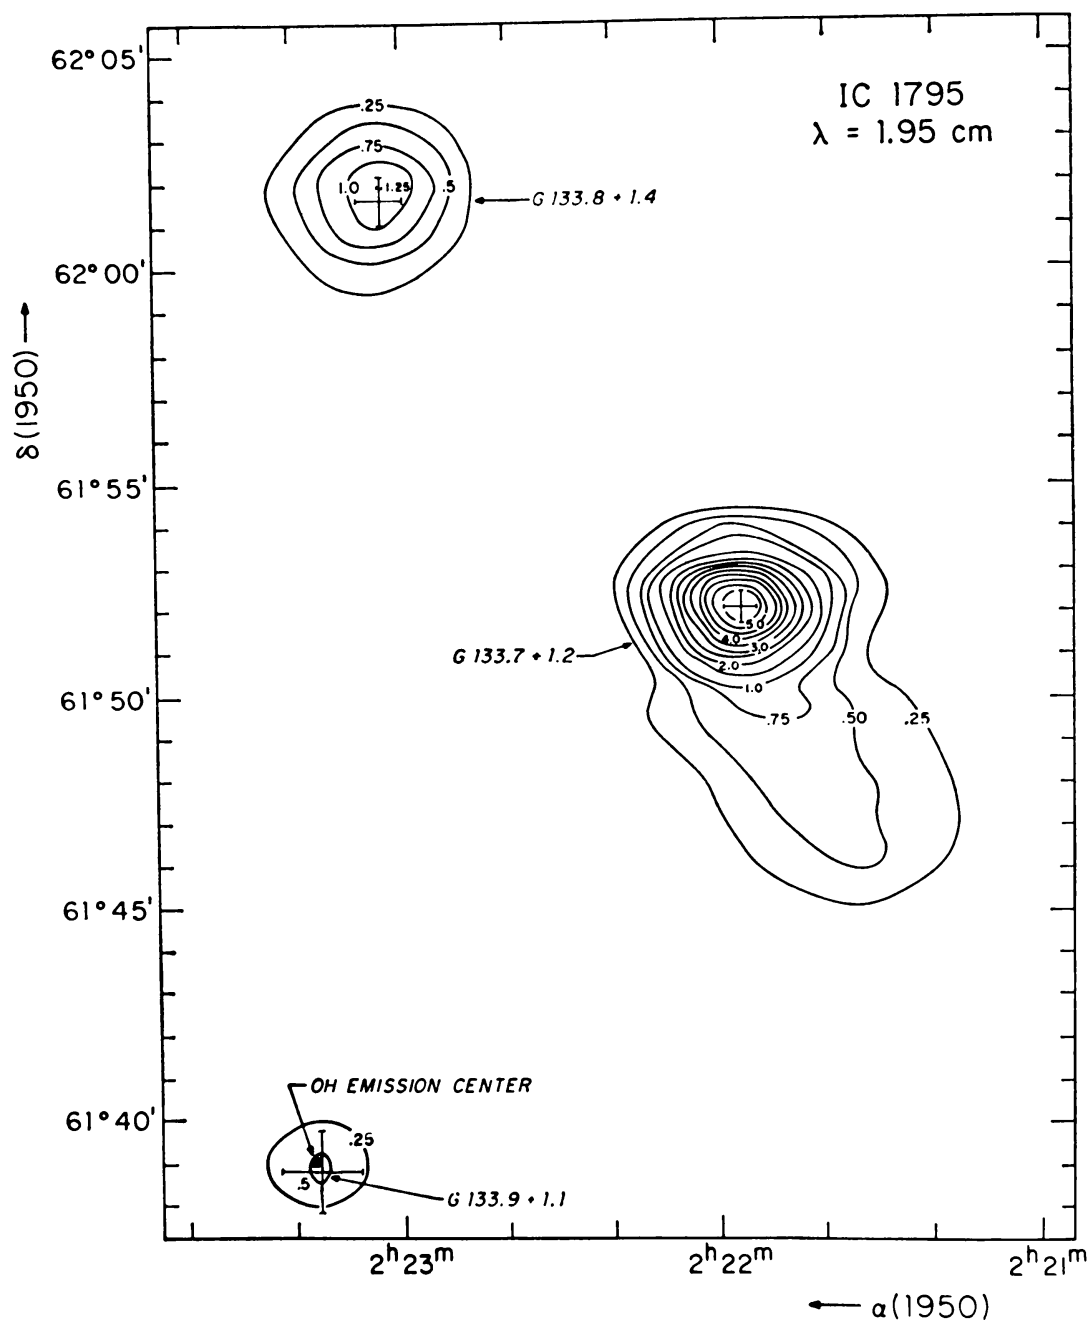 IC 1795
λ = 1.95 cm
62°05'
62°00'
61°55'
61°50'
61°45'
61°40'
δ(1950)
.25
.75
1.0
1.25
.5
G 133.8 + 1.4
5.0
4.0
3.0
2.0
1.0
.75
.50
.25
G 133.7 + 1.2
OH EMISSION CENTER
.25
.5
G 133.9 + 1.1
2h23m
2h22m
2h21m
α(1950)